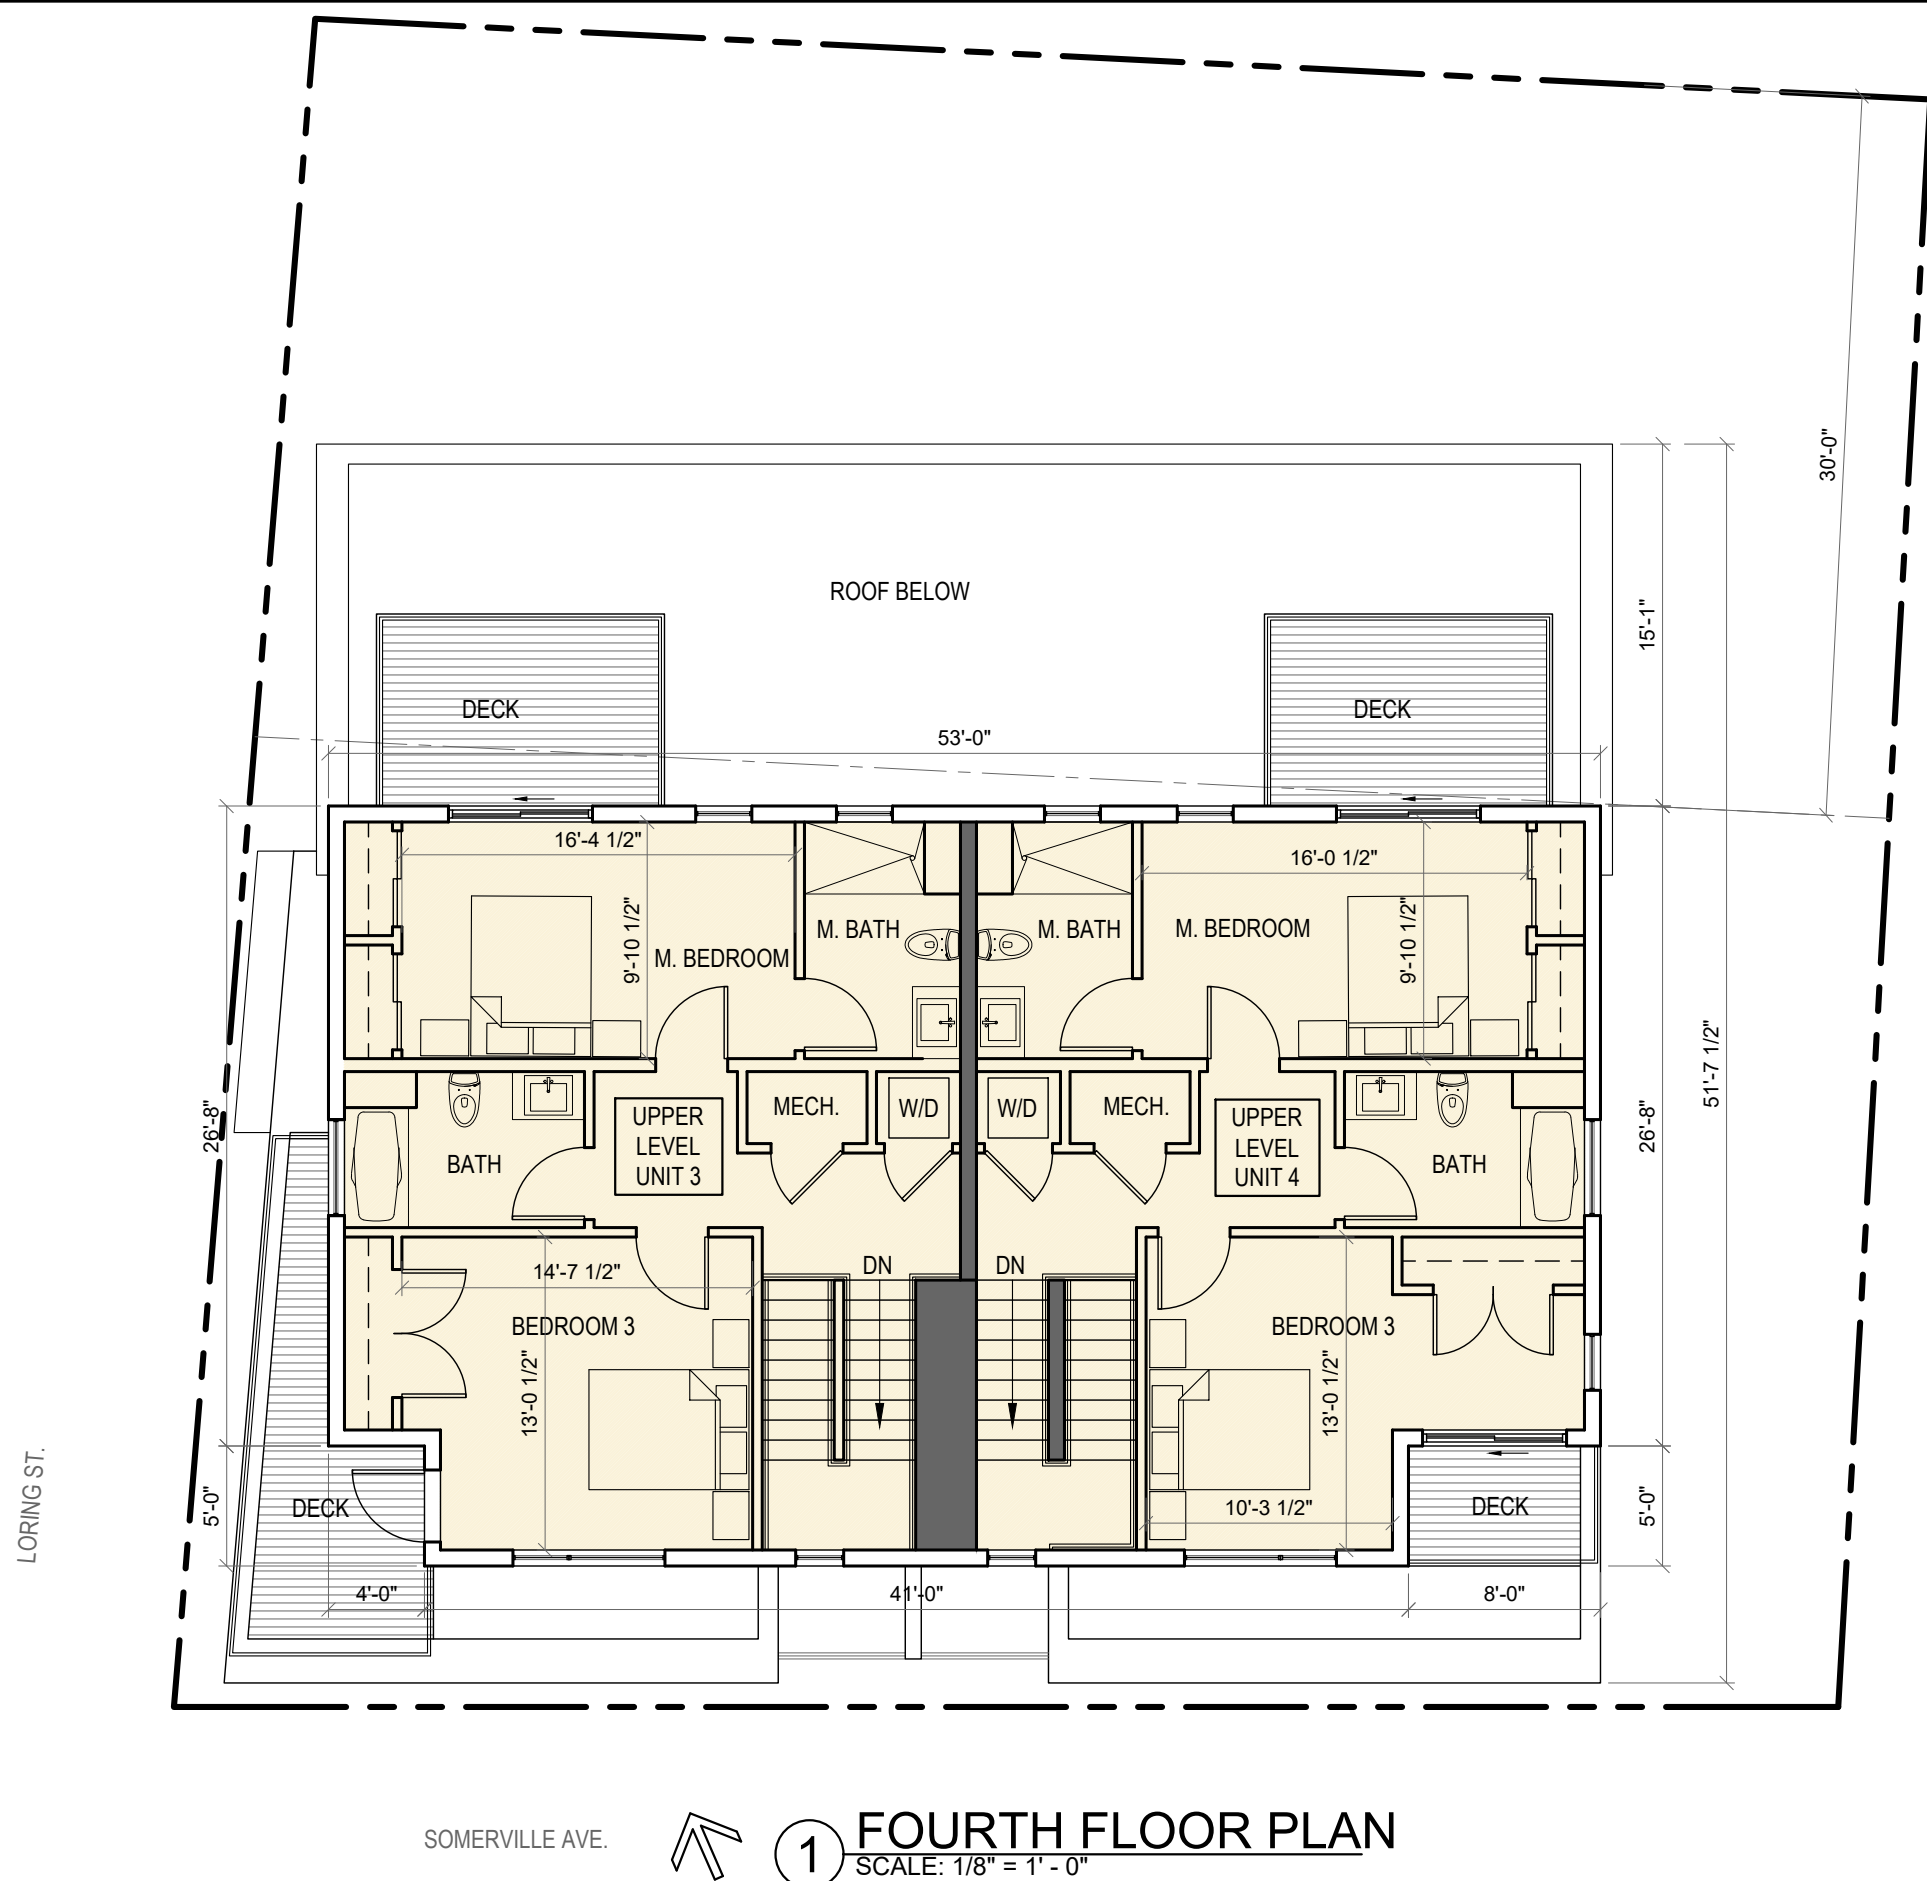 30'-0"
ROOF BELOW
15'-1"
DECK
DECK
53'-0"
16'-4 1/2"
16'-0 1/2"
9'-10 1/2"
M. BEDROOM
M. BATH
M. BATH
M. BEDROOM
9'-10 1/2"
51'-7 1/2"
26'-8"
BATH
UPPER
LEVEL
UNIT 3
MECH.
W/D
W/D
MECH.
UPPER
LEVEL
UNIT 4
BATH
26'-8"
14'-7 1/2"
DN
DN
BEDROOM 3
BEDROOM 3
13'-0 1/2"
13'-0 1/2"
LORING ST.
5'-0"
DECK
10'-3 1/2"
DECK
5'-0"
4'-0"
41'-0"
8'-0"
SOMERVILLE AVE.
1
FOURTH FLOOR PLAN
SCALE: 1/8" = 1' - 0"